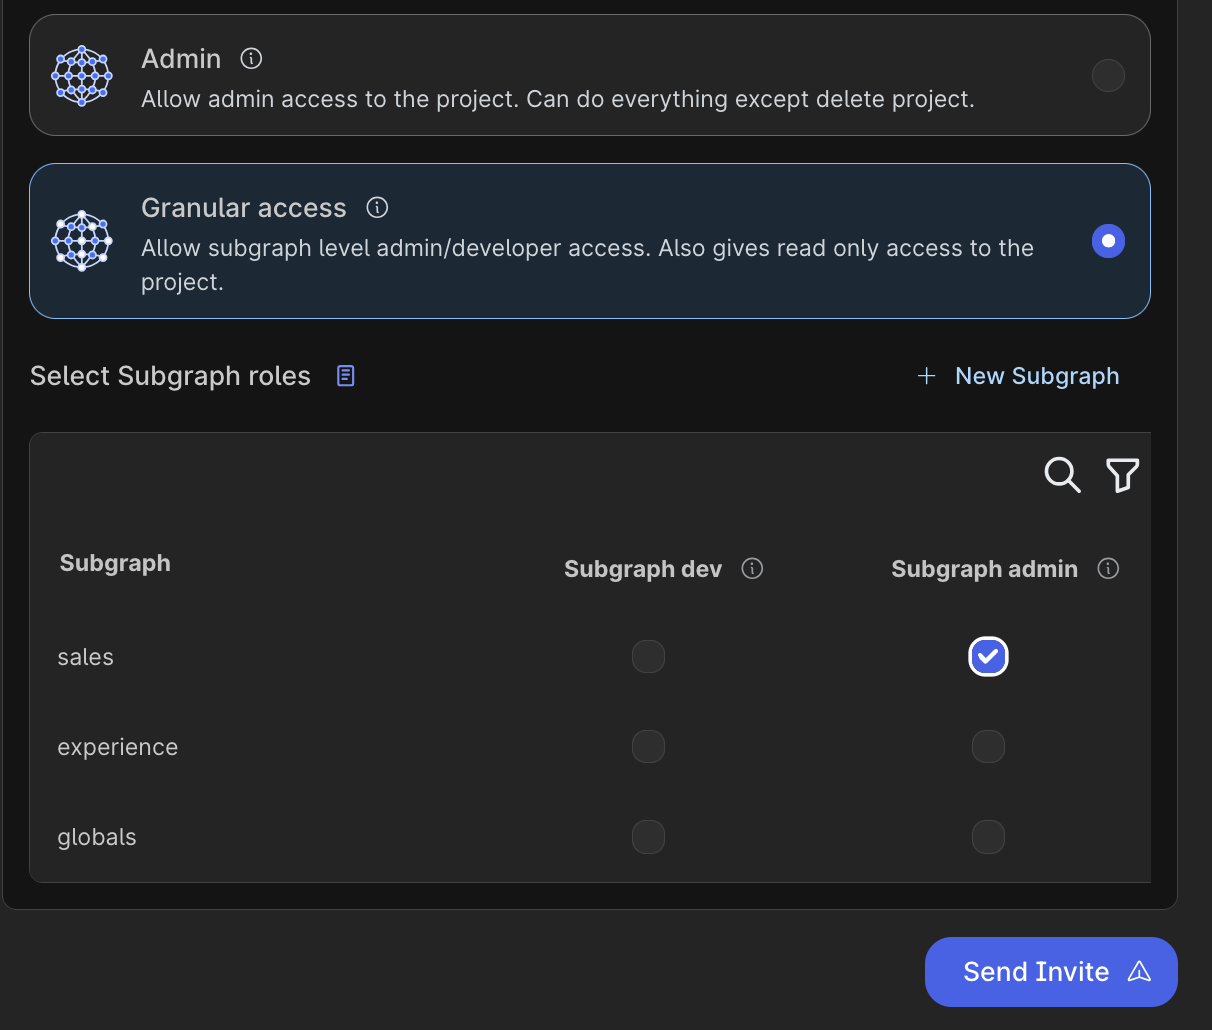 Admin
Allow admin access to the project. Can do everything except delete project.
Granular access
Allow subgraph level admin/developer access. Also gives read only access to the
project.
Select Subgraph roles
New Subgraph
Subgraph Subgraph dev Subgraph admin
sales
experience
globals
Send Invite